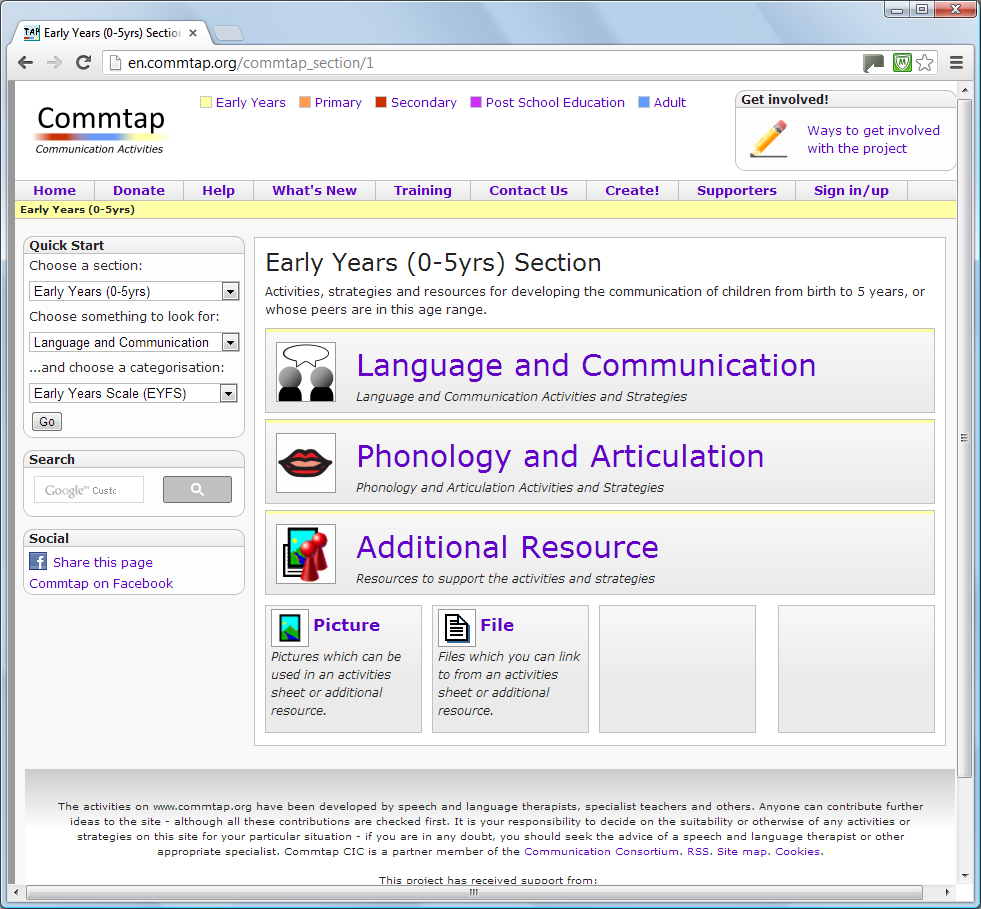 Early Years (0-5yrs) Sectio
en.commtap.org/commtap_section/1
Commtap
Communication Activities
Early Years Primary Secondary Post School Education Adult
Get involved!
Ways to get involved
with the project
Home Donate Help What's New Training Contact Us Create! Supporters Sign in/up
Early Years (0-5yrs)
Quick Start
Choose a section:
Early Years (0-5yrs)
Choose something to look for:
Language and Communication
...and choose a categorisation:
Early Years Scale (EYFS)
Go
Search
Google™ Custo
Social
Share this page
Commtap on Facebook
Early Years (0-5yrs) Section
Activities, strategies and resources for developing the communication of children from birth to 5 years, or
whose peers are in this age range.
Language and Communication
Language and Communication Activities and Strategies
Phonology and Articulation
Phonology and Articulation Activities and Strategies
Additional Resource
Resources to support the activities and strategies
Picture
Pictures which can be
used in an activities
sheet or additional
resource.
File
Files which you can link
to from an activities
sheet or additional
resource.
The activities on www.commtap.org have been developed by speech and language therapists, specialist teachers and others. Anyone can contribute further
ideas to the site - although all these contributions are checked first. It is your responsibility to decide on the suitability or otherwise of any activities or
strategies on this site for your particular situation - if you are in any doubt, you should seek the advice of a speech and language therapist or other
appropriate specialist. Commtap CIC is a partner member of the Communication Consortium. RSS. Site map. Cookies.
This project has received support from: